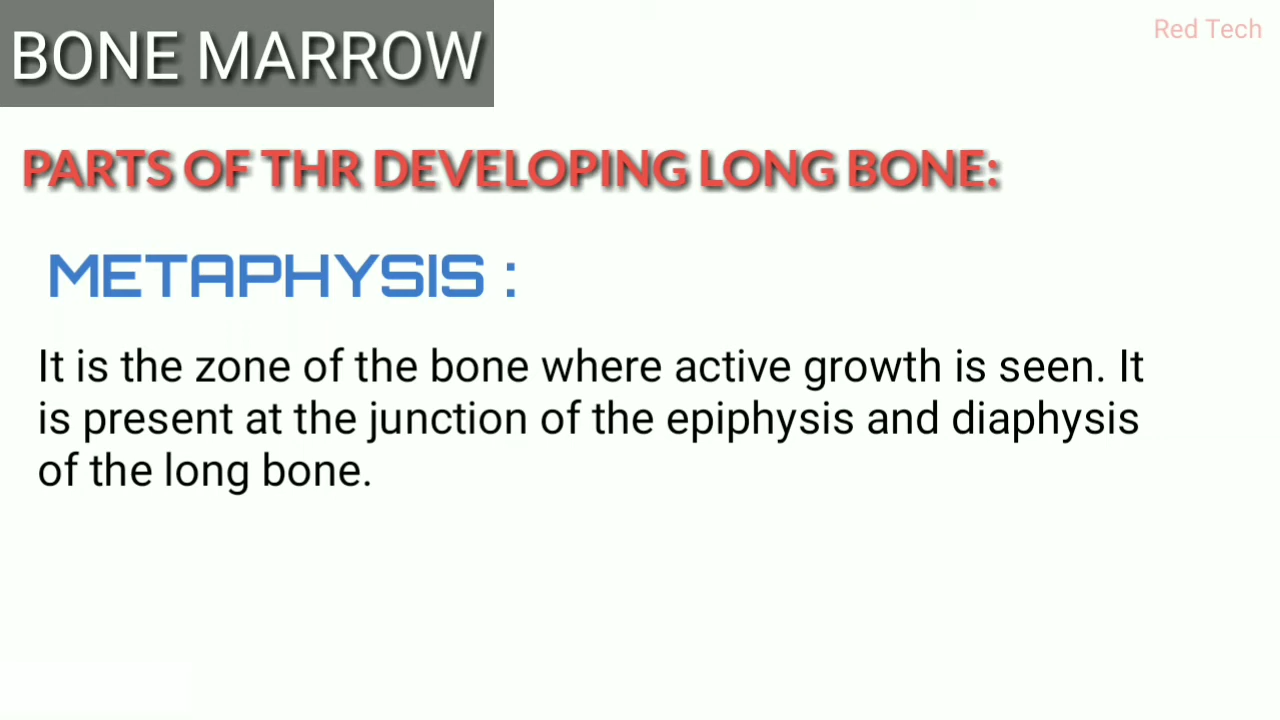 BONE MARROW
Red Tech
PARTS OF THR DEVELOPING LONG BONE:
METAPHYSIS :
It is the zone of the bone where active growth is seen. It
is present at the junction of the epiphysis and diaphysis
of the long bone.